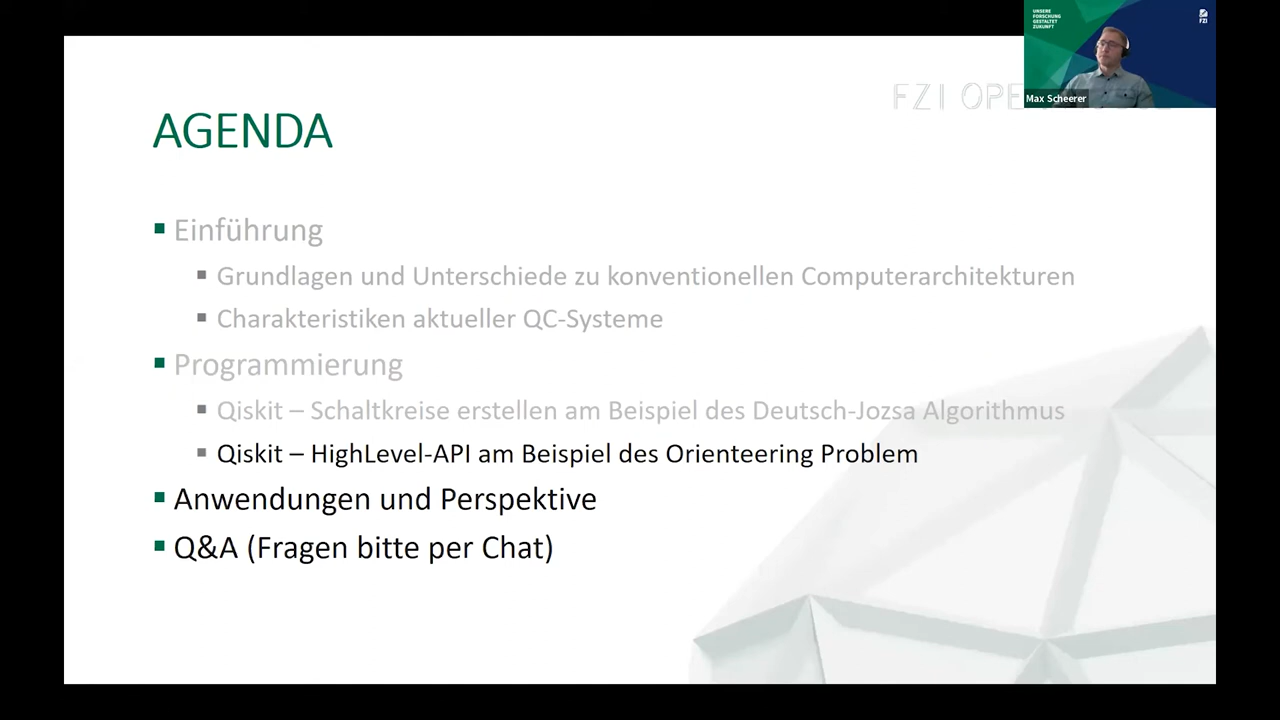 UNSERE
FORSCHUNG
GESTALTET
ZUKUNFT
FZI
Max Scheerer
FZI
AGENDA
Einführung
Grundlagen und Unterschiede zu konventionellen Computerarchitekturen
Charakteristiken aktueller QC-Systeme
Programmierung
Qiskit – Schaltkreise erstellen am Beispiel des Deutsch-Jozsa Algorithmus
Qiskit – HighLevel-API am Beispiel des Orienteering Problem
Anwendungen und Perspektive
Q&A (Fragen bitte per Chat)